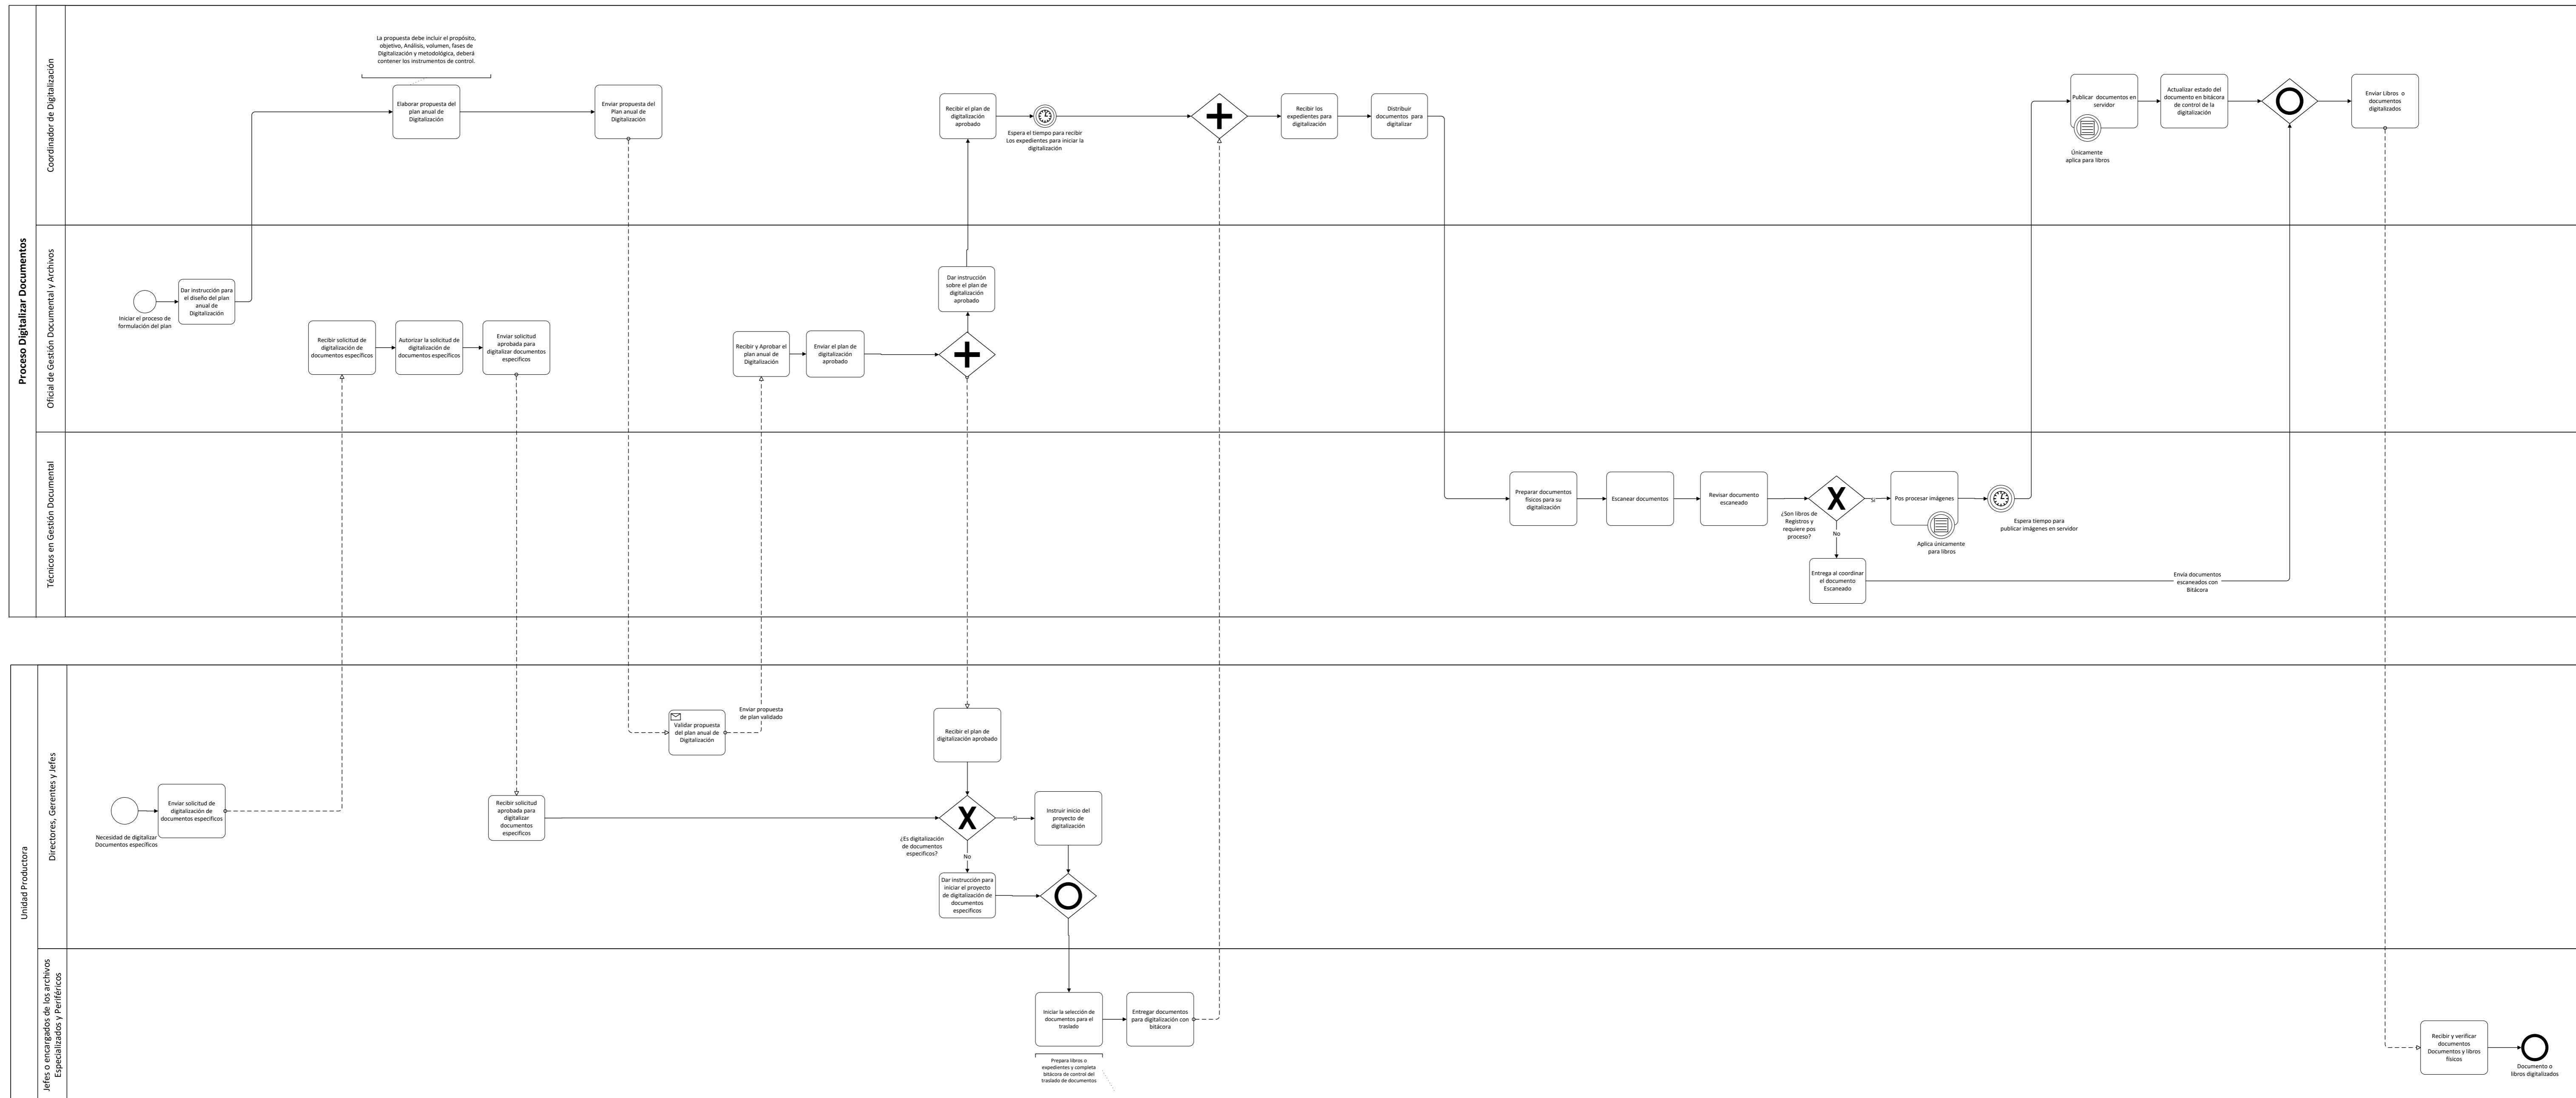 Proceso Digitalizar Documentos
Coordinador de Digitalización
La propuesta debe incluir el propósito,
objetivo, Análisis, volumen, fases de
Digitalización y metodológica, deberá
contener los instrumentos de control.
Elaborar propuesta del
plan anual de
Digitalización
Enviar propuesta del
Plan anual de
Digitalización
Recibir el plan de
digitalización
aprobado
Espera el tiempo para recibir
Los expedientes para iniciar la
digitalización
Recibir los
expedientes para
digitalización
Distribuir
documentos para
digitalizar
Publicar documentos en
servidor
Únicamente
aplica para libros
Actualizar estado del
documento en bitácora
de control de la
digitalización
Enviar Libros o
documentos
digitalizados
Oficial de Gestión Documental y Archivos
Iniciar el proceso de
formulación del plan
Dar instrucción para
el diseño del plan
anual de
Digitalización
Recibir solicitud de
digitalización de
documentos específicos
Autorizar la solicitud de
digitalización de
documentos específicos
Enviar solicitud
aprobada para
digitalizar documentos
específicos
Recibir y Aprobar el
plan anual de
Digitalización
Enviar el plan de
digitalización
aprobado
Dar instrucción
sobre el plan de
digitalización
aprobado
Técnicos en Gestión Documental
Preparar documentos
físicos para su
digitalización
Escanear documentos
Revisar documento
escaneado
¿Son libros de
Registros y
requiere pos
proceso?
Si
No
Pos procesar imágenes
Aplica únicamente
para libros
Espera tiempo para
publicar imágenes en servidor
Entrega al coordinar
el documento
Escaneado
Envía documentos
escaneados con
Bitácora
Unidad Productora
Directores, Gerentes y Jefes
Necesidad de digitalizar
Documentos específicos
Enviar solicitud de
digitalización de
documentos específicos
Recibir solicitud
aprobada para
digitalizar
documentos
específicos
Validar propuesta
del plan anual de
Digitalización
Enviar propuesta
de plan validado
Recibir el plan de
digitalización aprobado
¿Es digitalización
de documentos
específicos?
Si
No
Instruir inicio del
proyecto de
digitalización
Dar instrucción para
iniciar el proyecto
de digitalización de
documentos
específicos
Jefes o encargados de los archivos
Especializados y Periféricos
Iniciar la selección de
documentos para el
traslado
Prepara libros o
expedientes y completa
bitácora de control del
traslado de documentos
Entregar documentos
para digitalización con
bitácora
Recibir y verificar
documentos
Documentos y libros
físicos
Documento o
libros digitalizados